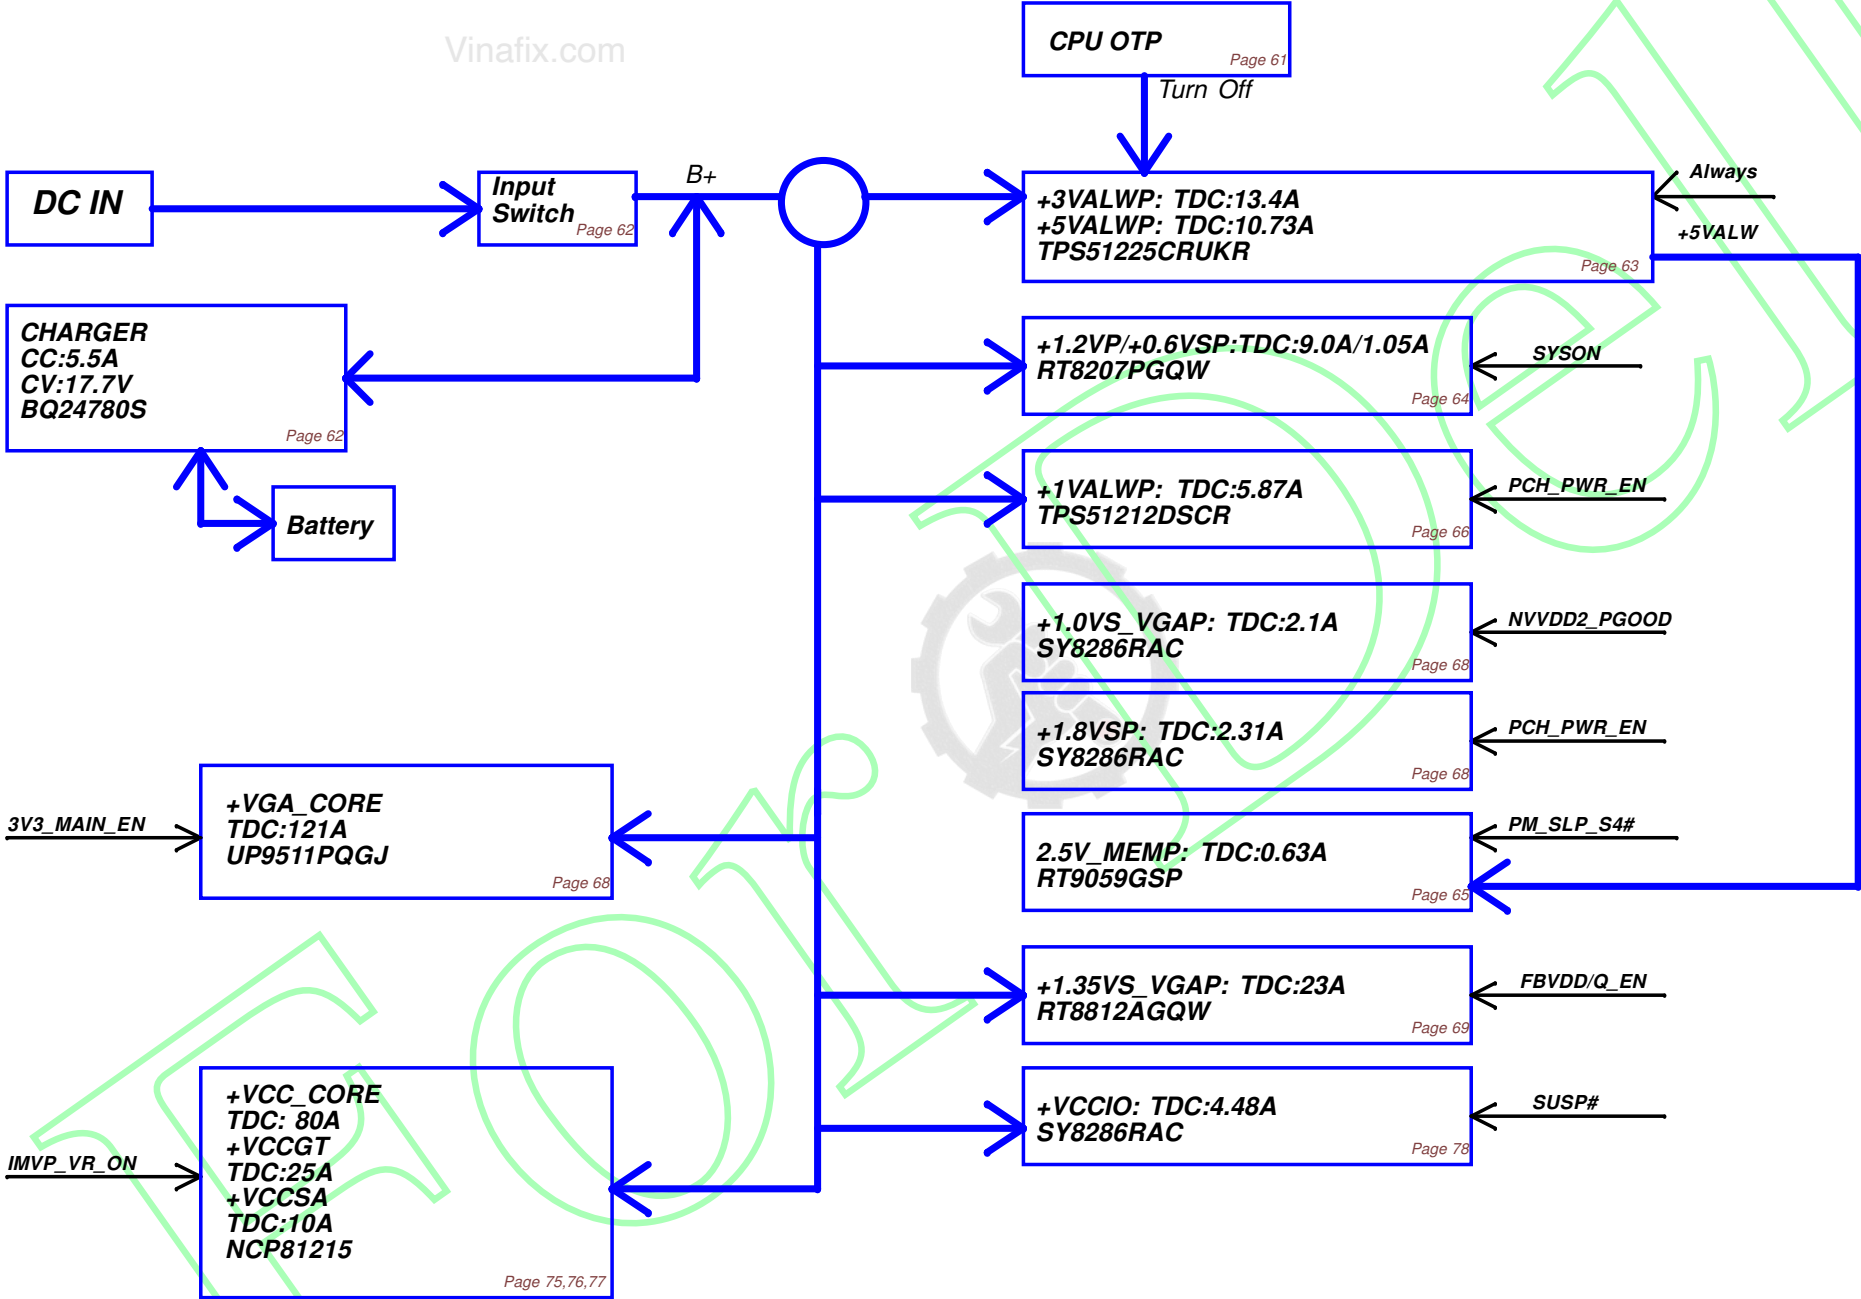 Vinafix.com
CPU OTP
Page 61
Turn Off
DC IN
Input
Switch
Page 62
B+
+3VALWP: TDC:13.4A
+5VALWP: TDC:10.73A
TPS51225CRUKR
Page 63
Always
+5VALW
CHARGER
CC:5.5A
CV:17.7V
BQ24780S
Page 62
Battery
+1.2VP/+0.6VSP:TDC:9.0A/1.05A
RT8207PGQW
Page 64
SYSON
+1VALWP: TDC:5.87A
TPS51212DSCR
Page 66
PCH_PWR_EN
+1.0VS_VGAP: TDC:2.1A
SY8286RAC
Page 68
NVVDD2_PGOOD
+1.8VSP: TDC:2.31A
SY8286RAC
Page 68
PCH_PWR_EN
3V3_MAIN_EN
+VGA_CORE
TDC:121A
UP9511PQGJ
Page 68
2.5V_MEMP: TDC:0.63A
RT9059GSP
Page 65
PM_SLP_S4#
+1.35VS_VGAP: TDC:23A
RT8812AGQW
Page 69
FBVDD/Q_EN
IMVP_VR_ON
+VCC_CORE
TDC: 80A
+VCCGT
TDC:25A
+VCCSA
TDC:10A
NCP81215
Page 75,76,77
+VCCIO: TDC:4.48A
SY8286RAC
Page 78
SUSP#
For Dell